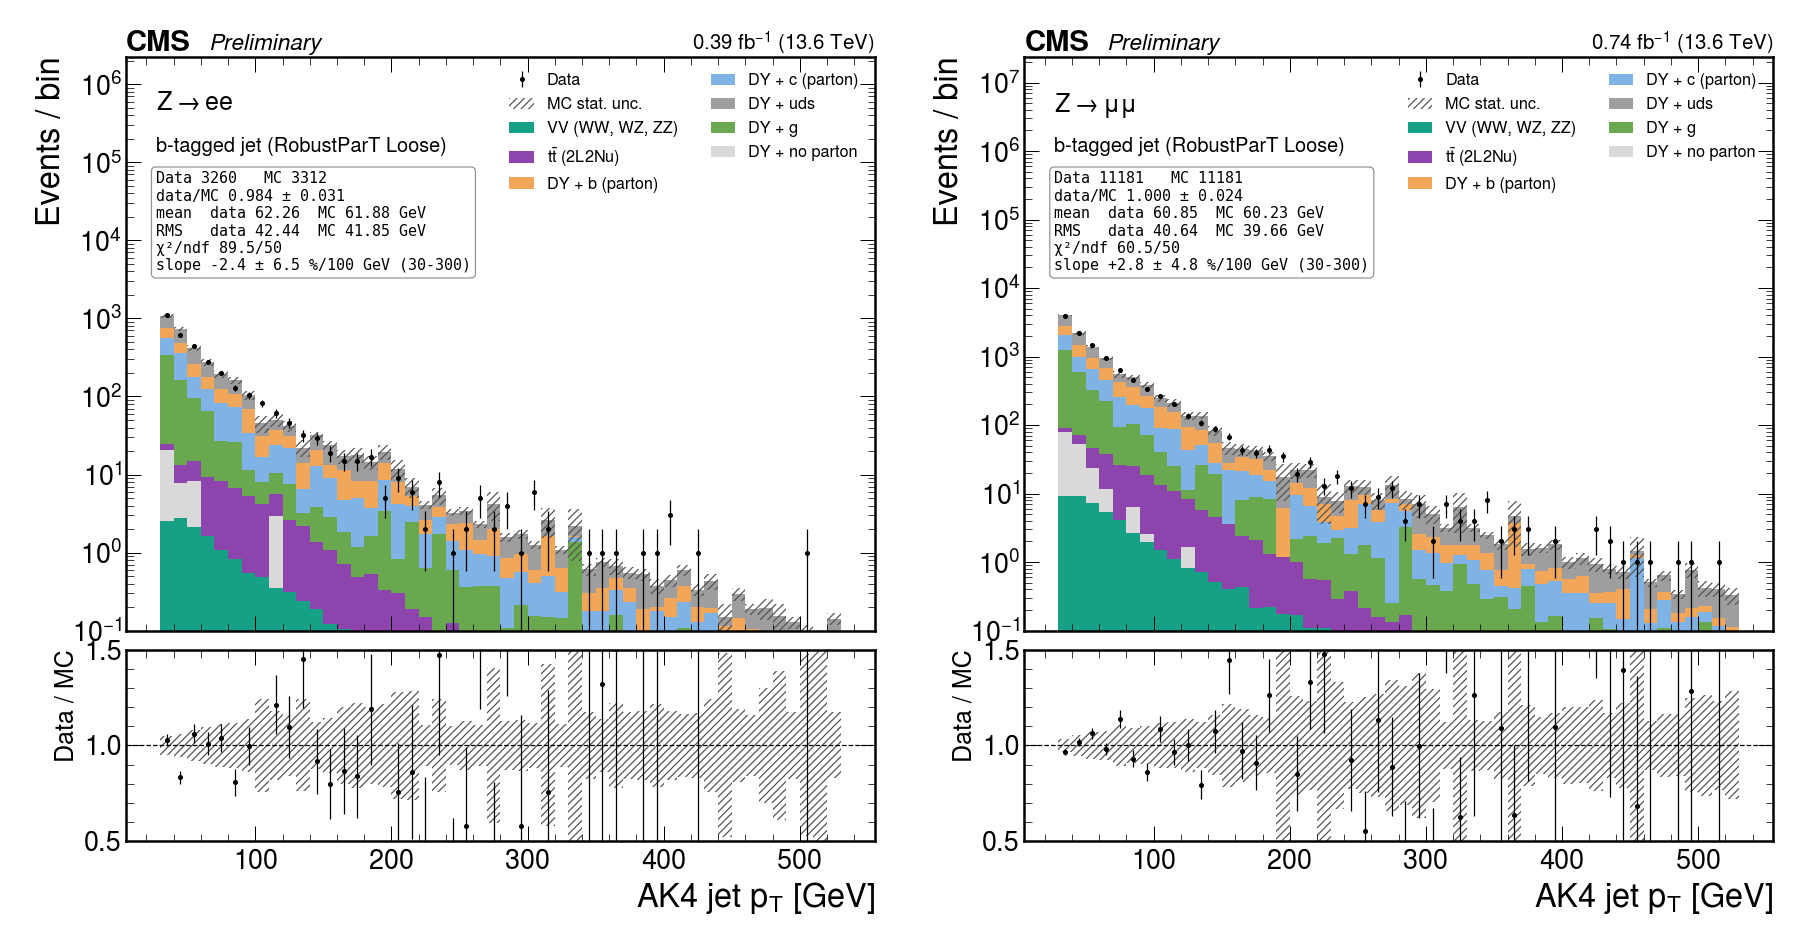 CMS Preliminary 0.39 fb⁻¹ (13.6 TeV)
Events / bin
10⁶
10⁵
10⁴
10³
10²
10¹
10⁰
10⁻¹
Z → ee
b-tagged jet (RobustParT Loose)
Data 3260 MC 3312
data/MC 0.984 ± 0.031
mean data 62.26 MC 61.88 GeV
RMS data 42.44 MC 41.85 GeV
χ²/ndf 89.5/50
slope -2.4 ± 6.5 %/100 GeV (30-300)
Data
MC stat. unc.
VV (WW, WZ, ZZ)
tt̄ (2L2Nu)
DY + b (parton)
DY + c (parton)
DY + uds
DY + g
DY + no parton
Data / MC
1.5
1.0
0.5
100 200 300 400 500
AK4 jet p_T [GeV]
CMS Preliminary 0.74 fb⁻¹ (13.6 TeV)
Events / bin
10⁷
10⁶
10⁵
10⁴
10³
10²
10¹
10⁰
10⁻¹
Z → μμ
b-tagged jet (RobustParT Loose)
Data 11181 MC 11181
data/MC 1.000 ± 0.024
mean data 60.85 MC 60.23 GeV
RMS data 40.64 MC 39.66 GeV
χ²/ndf 60.5/50
slope +2.8 ± 4.8 %/100 GeV (30-300)
Data
MC stat. unc.
VV (WW, WZ, ZZ)
tt̄ (2L2Nu)
DY + b (parton)
DY + c (parton)
DY + uds
DY + g
DY + no parton
Data / MC
1.5
1.0
0.5
100 200 300 400 500
AK4 jet p_T [GeV]